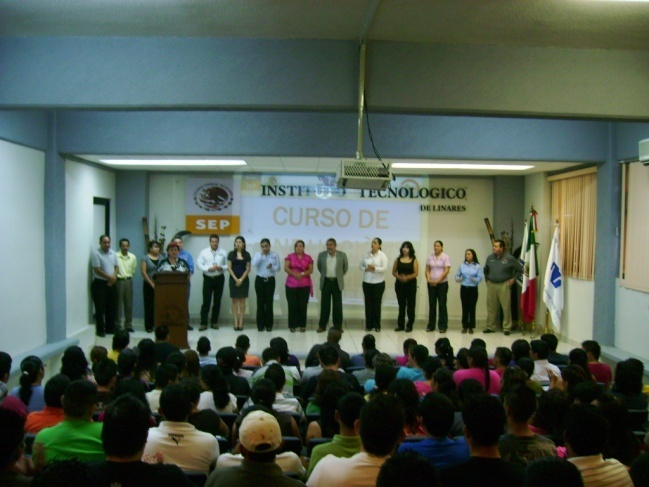 INSTITUTO TECNOLOGICO
DE LINARES
SEP
CURSO DE